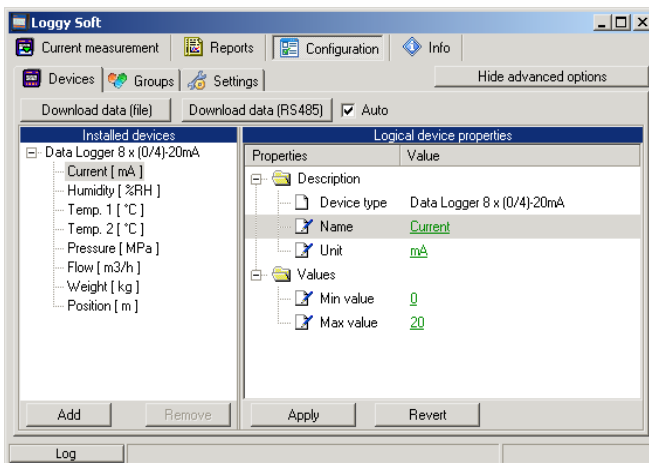 Loggy Soft
Current measurement Reports Configuration Info
Devices Groups Settings Hide advanced options
Download data (file) Download data (RS485) Auto
Installed devices
Data Logger 8 x (0/4)-20mA
Current [ mA ]
Humidity [ %RH ]
Temp. 1 [ °C ]
Temp. 2 [ °C ]
Pressure [ MPa ]
Flow [ m3/h ]
Weight [ kg ]
Position [ m ]
Add Remove
Logical device properties
Properties Value
Description
Device type Data Logger 8 x (0/4)-20mA
Name Current
Unit mA
Values
Min value 0
Max value 20
Apply Revert
Log